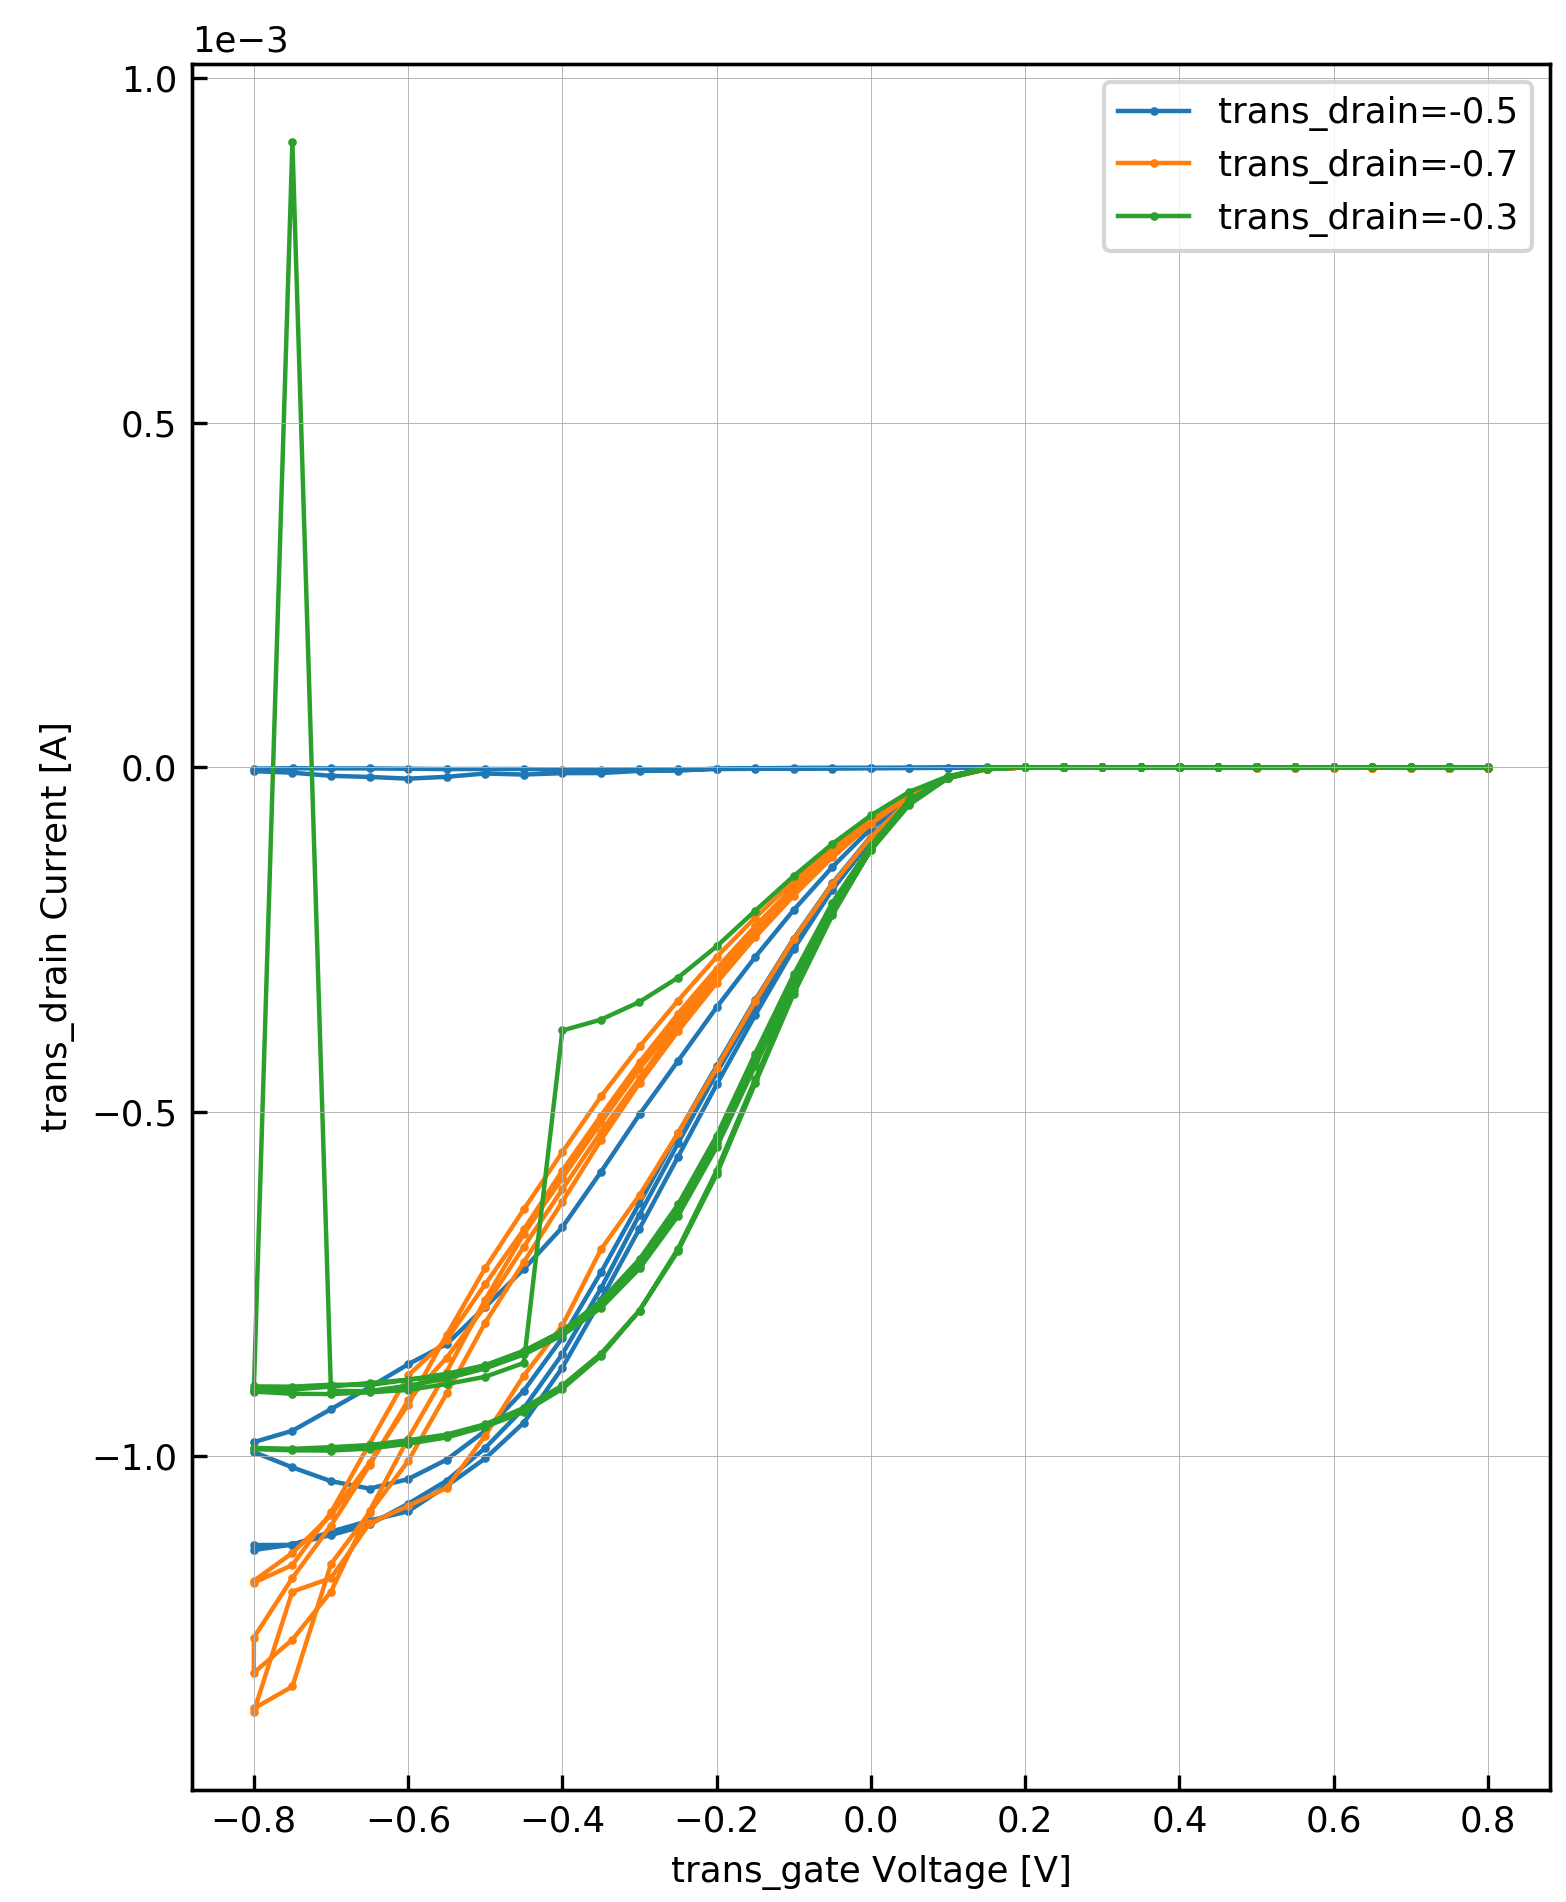 1e−3
1.0
0.5
0.0
−0.5
−1.0
trans_drain Current [A]
trans_drain=-0.5
trans_drain=-0.7
trans_drain=-0.3
−0.8 −0.6 −0.4 −0.2 0.0 0.2 0.4 0.6 0.8
trans_gate Voltage [V]